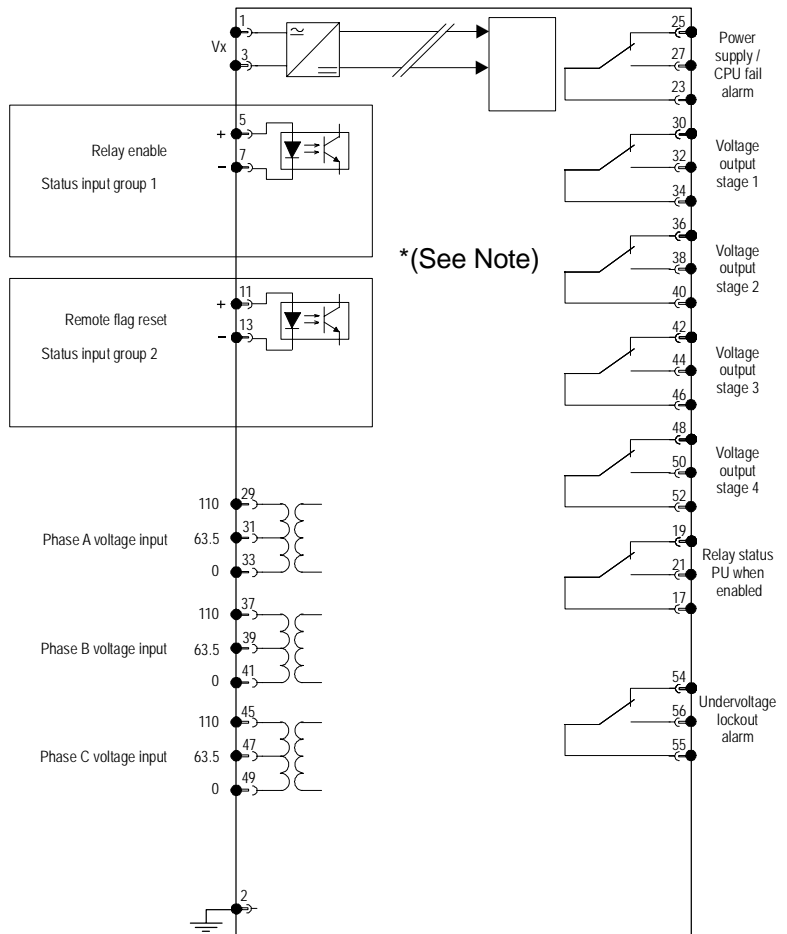 1
Vx
3
5
+
Relay enable
7
−
Status input group 1
11
+
Remote flag reset
13
−
Status input group 2
*(See Note)
29
110
31
Phase A voltage input 63.5
33
0
37
110
39
Phase B voltage input 63.5
41
0
45
110
47
Phase C voltage input 63.5
49
0
2
25
27
23
Power
supply /
CPU fail
alarm
30
32
34
Voltage
output
stage 1
36
38
40
Voltage
output
stage 2
42
44
46
Voltage
output
stage 3
48
50
52
Voltage
output
stage 4
19
21
17
Relay status
PU when
enabled
54
56
55
Undervoltage
lockout
alarm